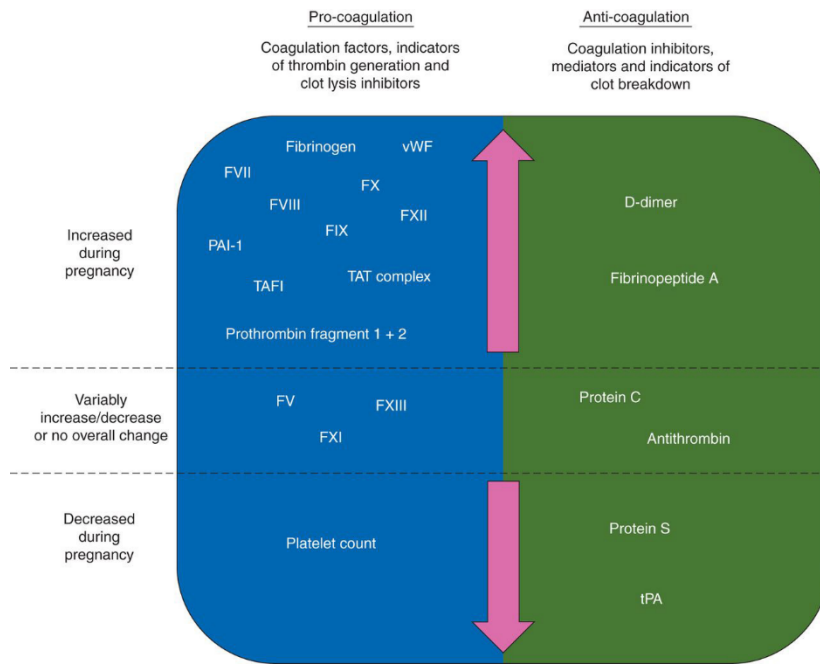 Pro-coagulation
Anti-coagulation
Coagulation factors, indicators
of thrombin generation and
clot lysis inhibitors
Coagulation inhibitors,
mediators and indicators of
clot breakdown
Increased
during
pregnancy
Fibrinogen
vWF
FVII
FX
FVIII
FXII
FIX
PAI-1
TAT complex
TAFI
Prothrombin fragment 1 + 2
D-dimer
Fibrinopeptide A
Variably
increase/decrease
or no overall change
FV
FXIII
FXI
Protein C
Antithrombin
Decreased
during
pregnancy
Platelet count
Protein S
tPA